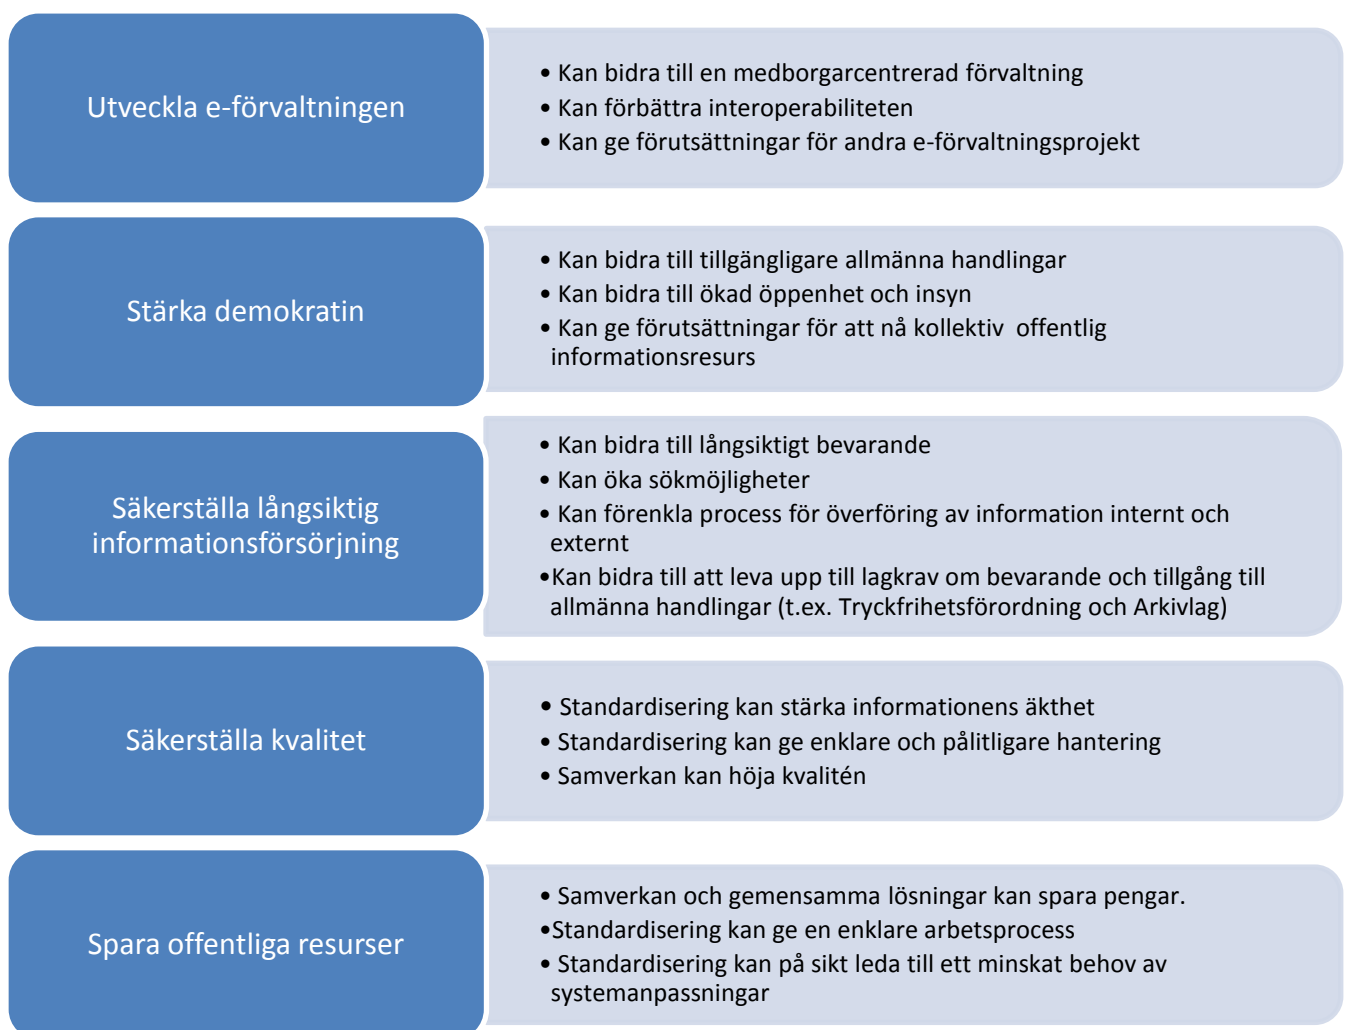 Utveckla e-förvaltningen
• Kan bidra till en medborgarcentrerad förvaltning
• Kan förbättra interoperabiliteten
• Kan ge förutsättningar för andra e-förvaltningsprojekt
Stärka demokratin
• Kan bidra till tillgängligare allmänna handlingar
• Kan bidra till ökad öppenhet och insyn
• Kan ge förutsättningar för att nå kollektiv  offentlig
informationsresurs
Säkerställa långsiktig
informationsförsörjning
• Kan bidra till långsiktigt bevarande
• Kan öka sökmöjligheter
• Kan förenkla process för överföring av information internt och
externt
•Kan bidra till att leva upp till lagkrav om bevarande och tillgång till
allmänna handlingar (t.ex. Tryckfrihetsförordning och Arkivlag)
Säkerställa kvalitet
• Standardisering kan stärka informationens äkthet
• Standardisering kan ge enklare och pålitligare hantering
• Samverkan kan höja kvalitén
Spara offentliga resurser
• Samverkan och gemensamma lösningar kan spara pengar.
•Standardisering kan ge en enklare arbetsprocess
• Standardisering kan på sikt leda till ett minskat behov av
systemanpassningar